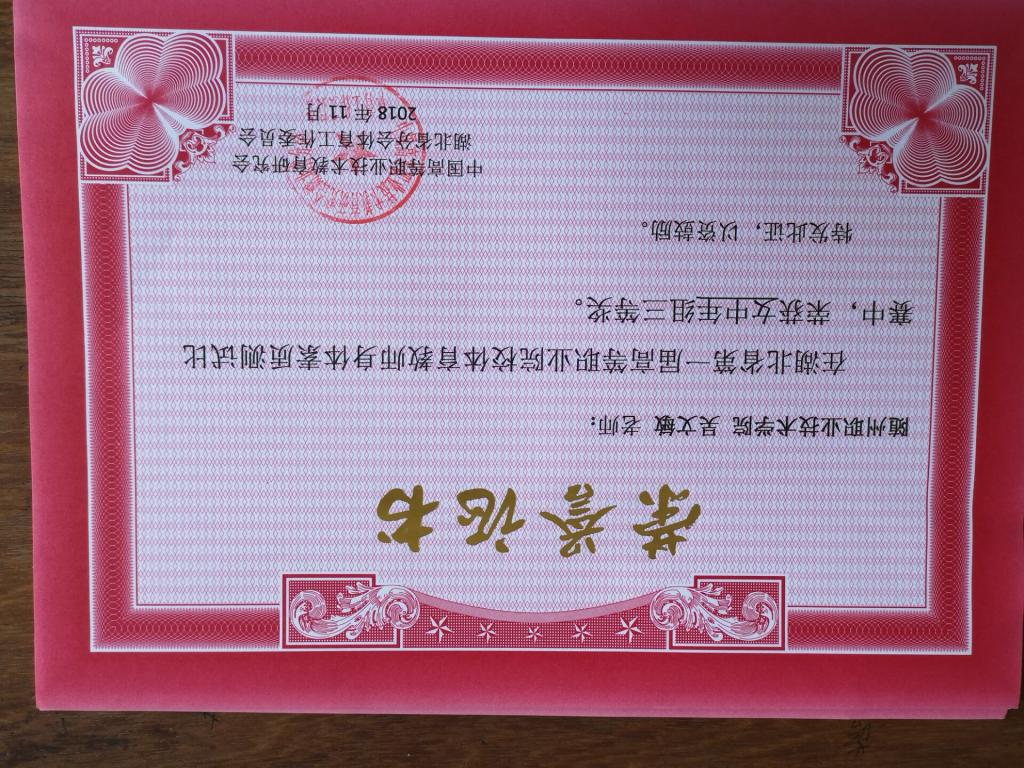 荣誉证书
随州职业技术学院 吴文敏 老师:
在湖北省第一届高等职业院校体育教师身体素质测试比
赛中，荣获女中年组三等奖。
特发此证，以资鼓励。
中国高等职业技术教育研究会
湖北省分会体育工作委员会
2018年11月